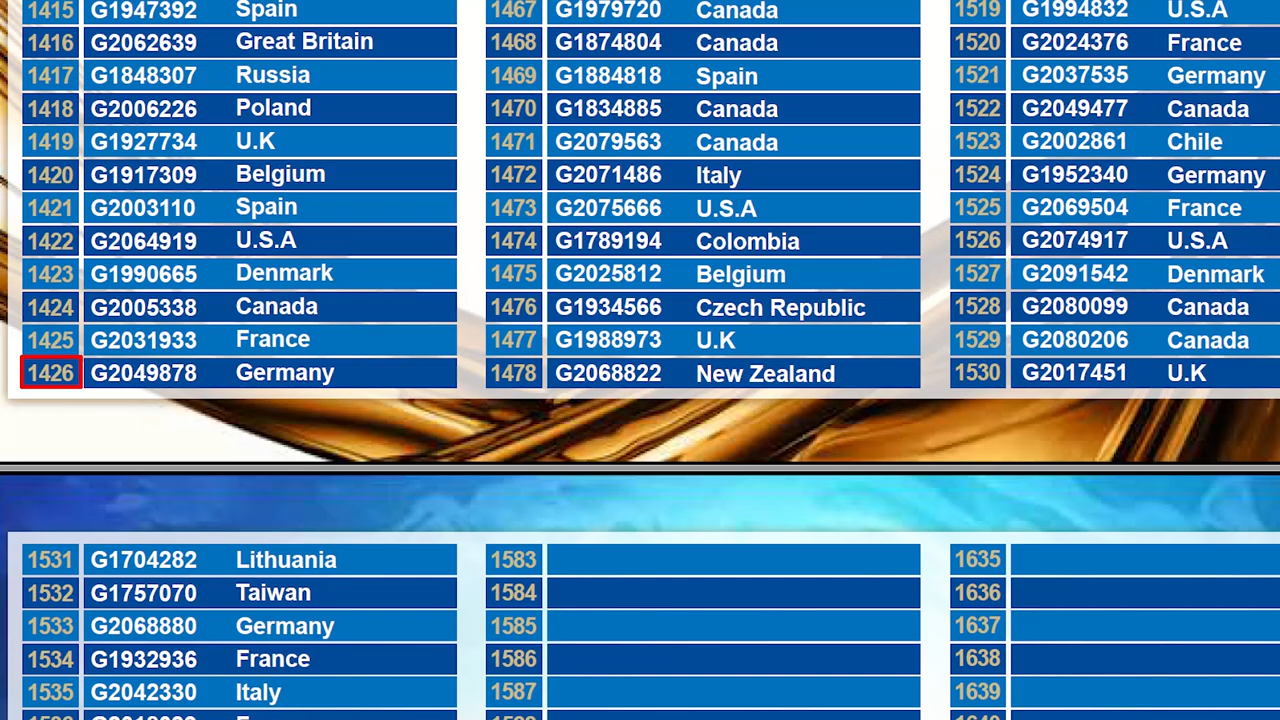 1415 G1947392 Spain
1416 G2062639 Great Britain
1417 G1848307 Russia
1418 G2006226 Poland
1419 G1927734 U.K
1420 G1917309 Belgium
1421 G2003110 Spain
1422 G2064919 U.S.A
1423 G1990665 Denmark
1424 G2005338 Canada
1425 G2031933 France
1426 G2049878 Germany
1467 G1979720 Canada
1468 G1874804 Canada
1469 G1884818 Spain
1470 G1834885 Canada
1471 G2079563 Canada
1472 G2071486 Italy
1473 G2075666 U.S.A
1474 G1789194 Colombia
1475 G2025812 Belgium
1476 G1934566 Czech Republic
1477 G1988973 U.K
1478 G2068822 New Zealand
1519 G1994832 U.S.A
1520 G2024376 France
1521 G2037535 Germany
1522 G2049477 Canada
1523 G2002861 Chile
1524 G1952340 Germany
1525 G2069504 France
1526 G2074917 U.S.A
1527 G2091542 Denmark
1528 G2080099 Canada
1529 G2080206 Canada
1530 G2017451 U.K
1531 G1704282 Lithuania
1532 G1757070 Taiwan
1533 G2068880 Germany
1534 G1932936 France
1535 G2042330 Italy
1583
1584
1585
1586
1587
1635
1636
1637
1638
1639